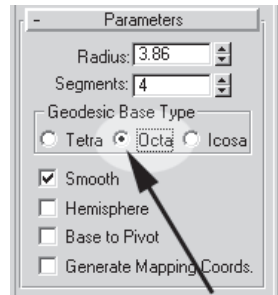 - Parameters
Radius: 3.86
Segments: 4
Geodesic Base Type
Tetra Octa Icosa
Smooth
Hemisphere
Base to Pivot
Generate Mapping Coords.